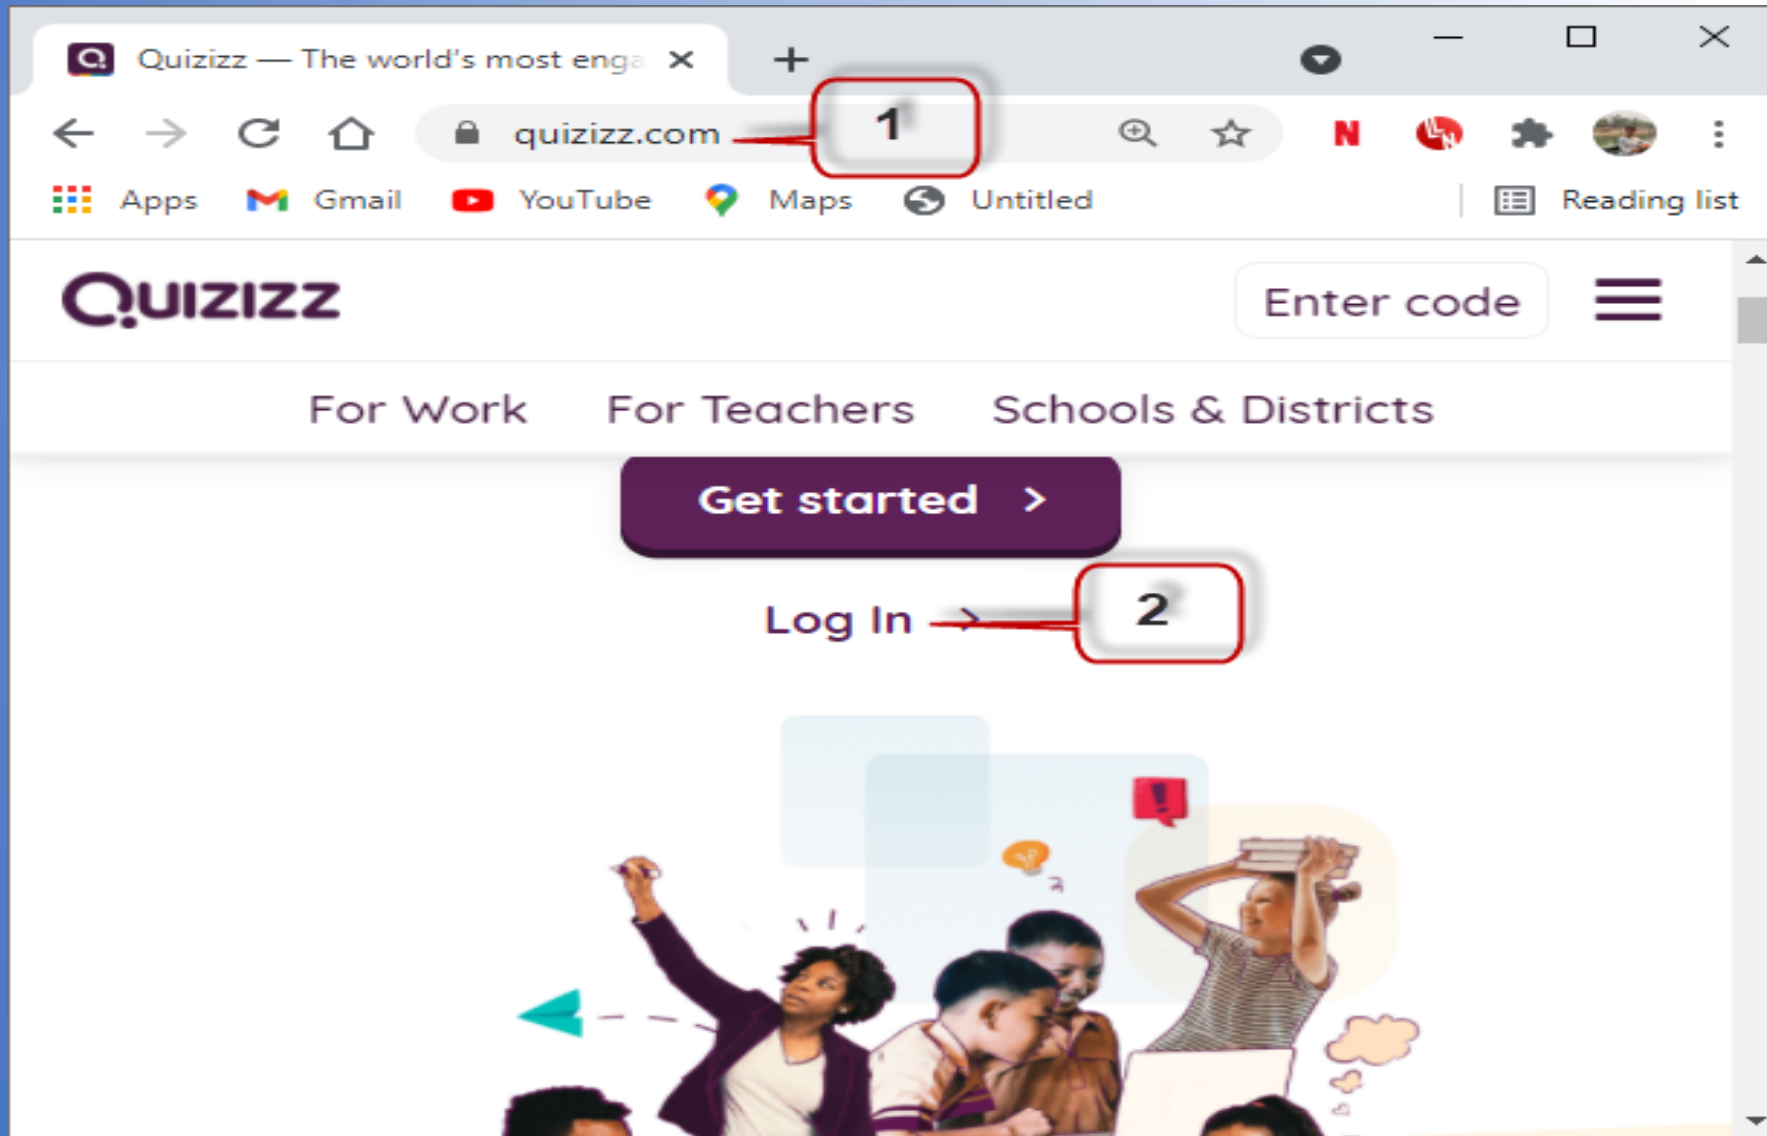 Quizizz — The world's most enga
quizizz.com
1
Apps Gmail YouTube Maps Untitled Reading list
QUIZIZZ Enter code
For Work For Teachers Schools & Districts
Get started >
Log In >
2